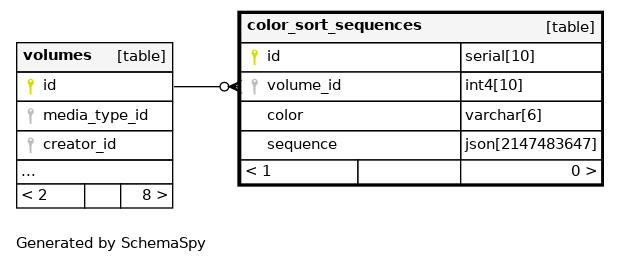 volumes [table]
id
media_type_id
creator_id
...
< 2 8 >
color_sort_sequences [table]
id serial[10]
volume_id int4[10]
color varchar[6]
sequence json[2147483647]
< 1 0 >
Generated by SchemaSpy